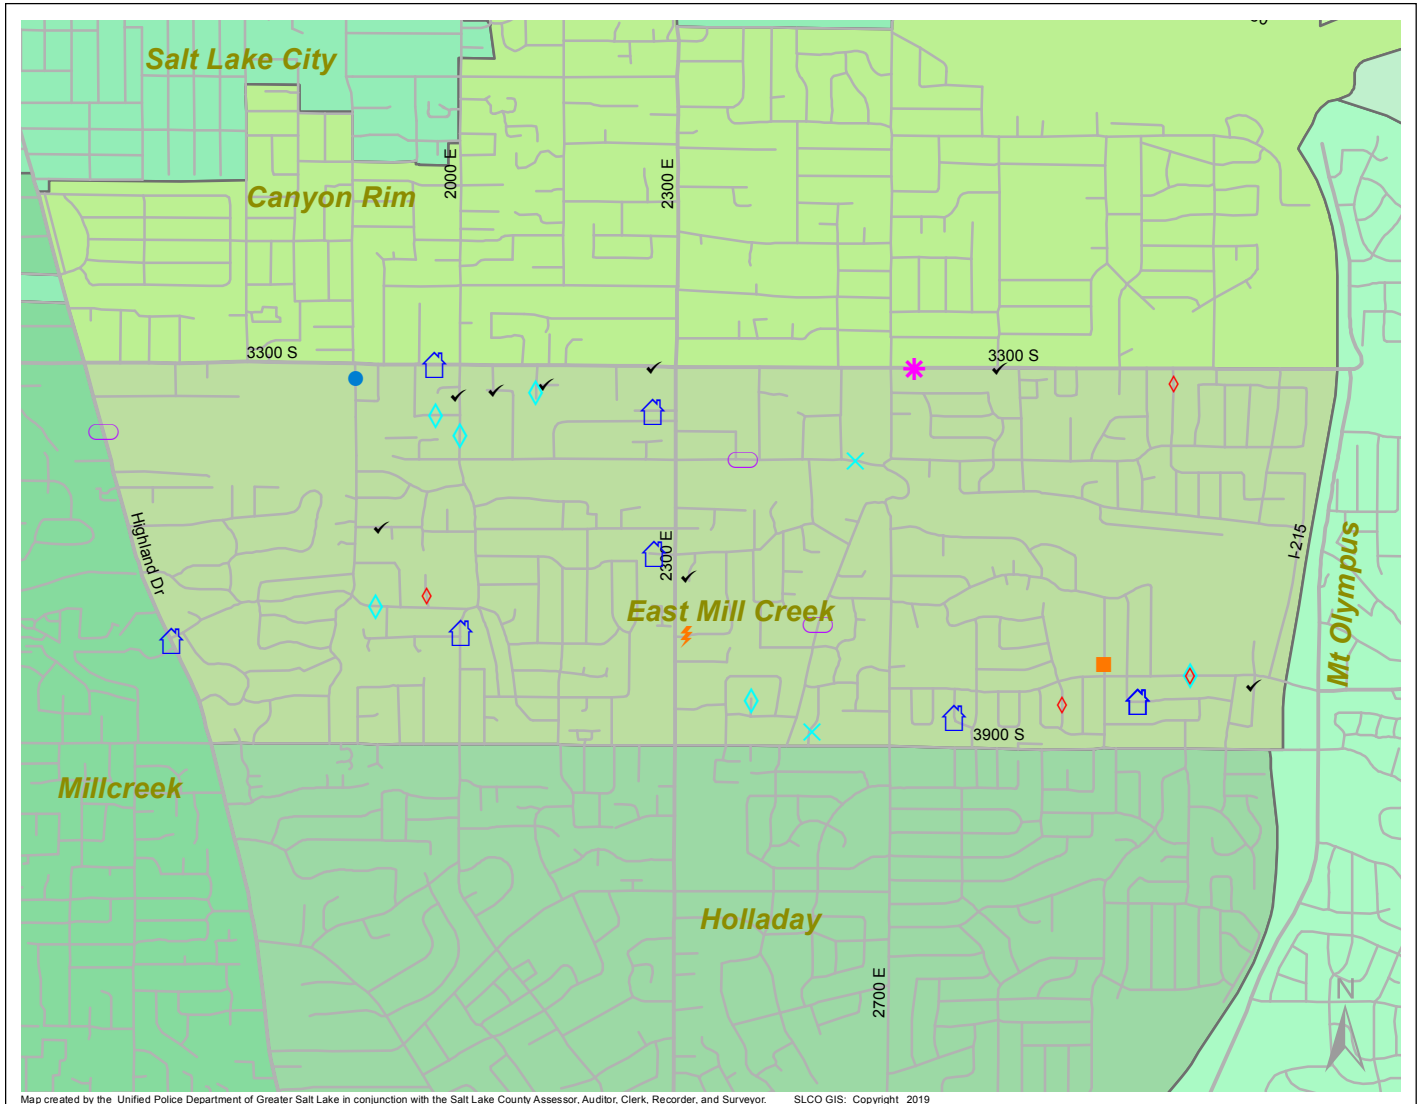 Salt Lake City
2000 E
2300 E
Canyon Rim
3300 S
3300 S
Highland Dr
2300 E
I-215
East Mill Creek
Mt Olympus
3900 S
Millcreek
Holladay
2700 E
N
Map created by the Unified Police Department of Greater Salt Lake in conjunction with the Salt Lake County Assessor, Auditor, Clerk, Recorder, and Surveyor. SLCO GIS: Copyright 2019